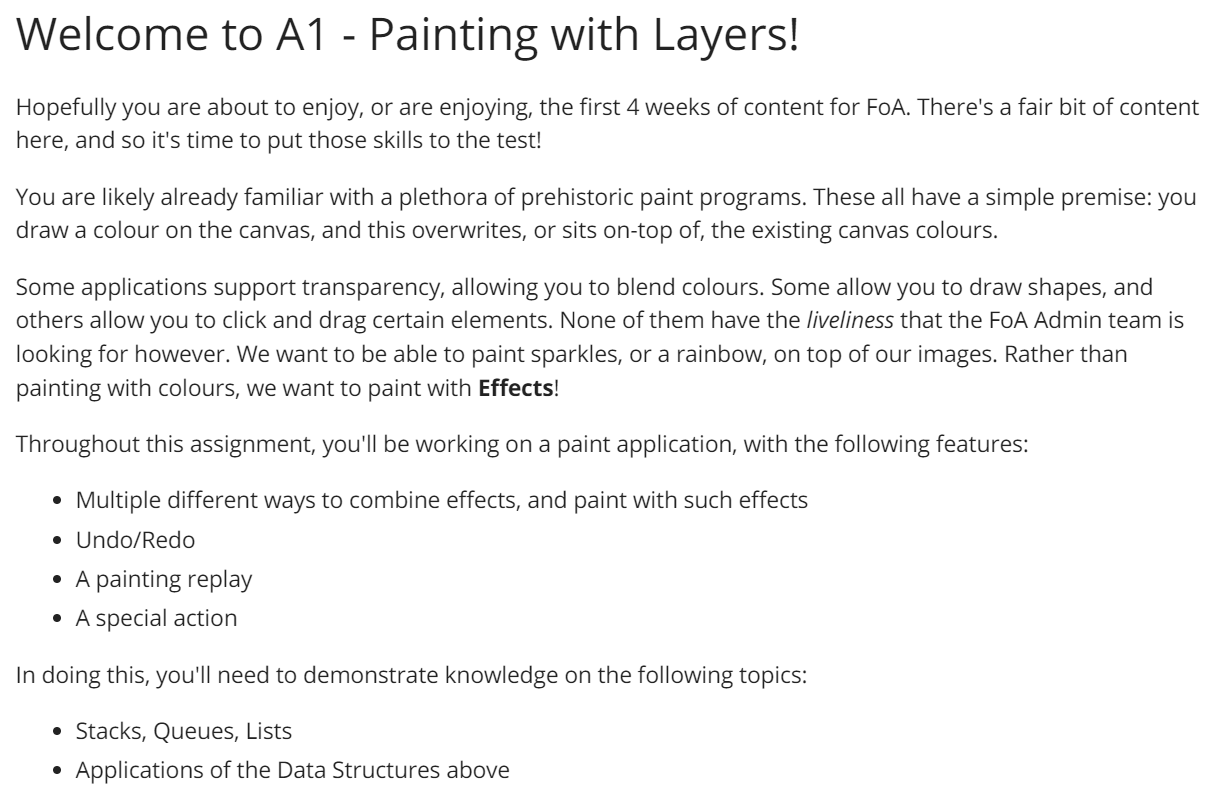 Welcome to A1 - Painting with Layers!
Hopefully you are about to enjoy, or are enjoying, the first 4 weeks of content for FoA. There's a fair bit of content
here, and so it's time to put those skills to the test!
You are likely already familiar with a plethora of prehistoric paint programs. These all have a simple premise: you
draw a colour on the canvas, and this overwrites, or sits on-top of, the existing canvas colours.
Some applications support transparency, allowing you to blend colours. Some allow you to draw shapes, and
others allow you to click and drag certain elements. None of them have the liveliness that the FoA Admin team is
looking for however. We want to be able to paint sparkles, or a rainbow, on top of our images. Rather than
painting with colours, we want to paint with Effects!
Throughout this assignment, you'll be working on a paint application, with the following features:
• Multiple different ways to combine effects, and paint with such effects
• Undo/Redo
• A painting replay
• A special action
In doing this, you'll need to demonstrate knowledge on the following topics:
• Stacks, Queues, Lists
• Applications of the Data Structures above